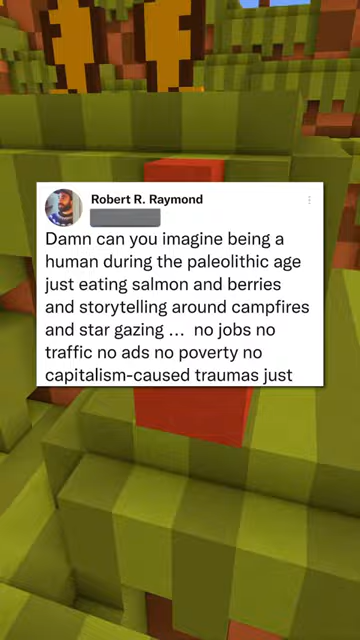 Robert R. Raymond
Damn can you imagine being a
human during the paleolithic age
just eating salmon and berries
and storytelling around campfires
and star gazing ... no jobs no
traffic no ads no poverty no
capitalism-caused traumas just